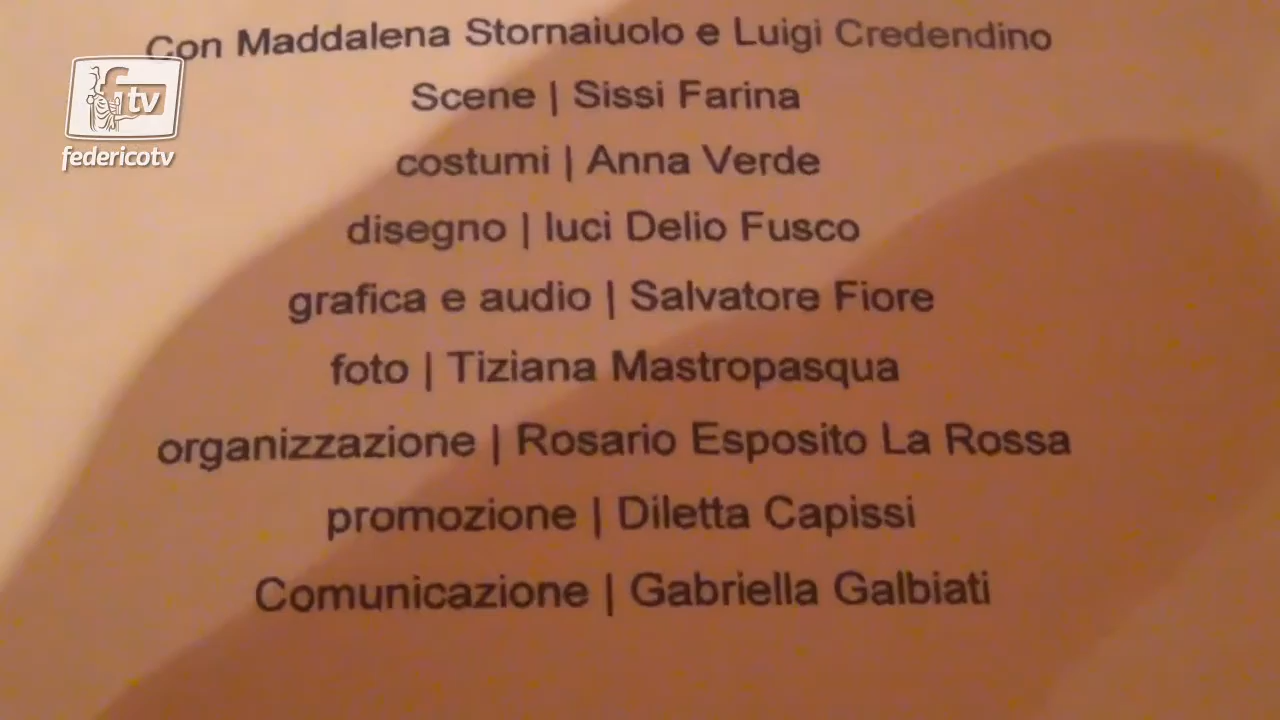 Con Maddalena Stornaiuolo e Luigi Credendino
ftv
federicotv
Scene | Sissi Farina
costumi | Anna Verde
disegno | luci Delio Fusco
grafica e audio | Salvatore Fiore
foto | Tiziana Mastropasqua
organizzazione | Rosario Esposito La Rossa
promozione | Diletta Capissi
Comunicazione | Gabriella Galbiati